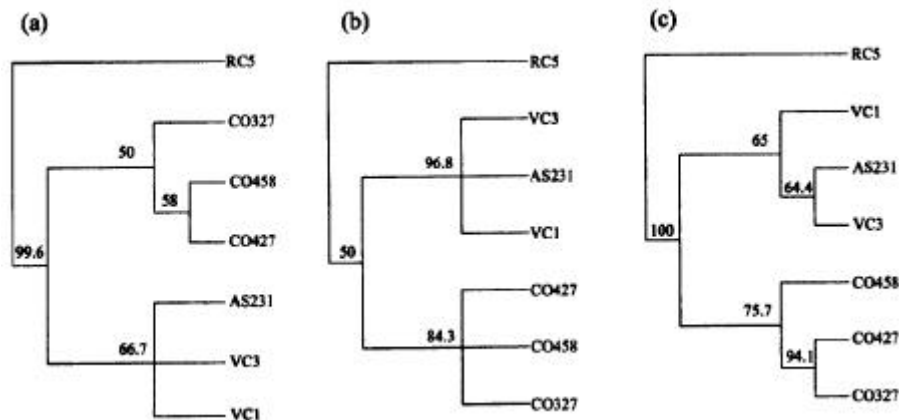 (a)
RC5
CO327
50
CO458
58
CO427
99.6
AS231
66.7
VC3
VC1
(b)
RC5
VC3
96.8
AS231
VC1
50
CO427
84.3
CO458
CO327
(c)
RC5
VC1
65
AS231
64.4
VC3
100
CO458
75.7
CO427
94.1
CO327